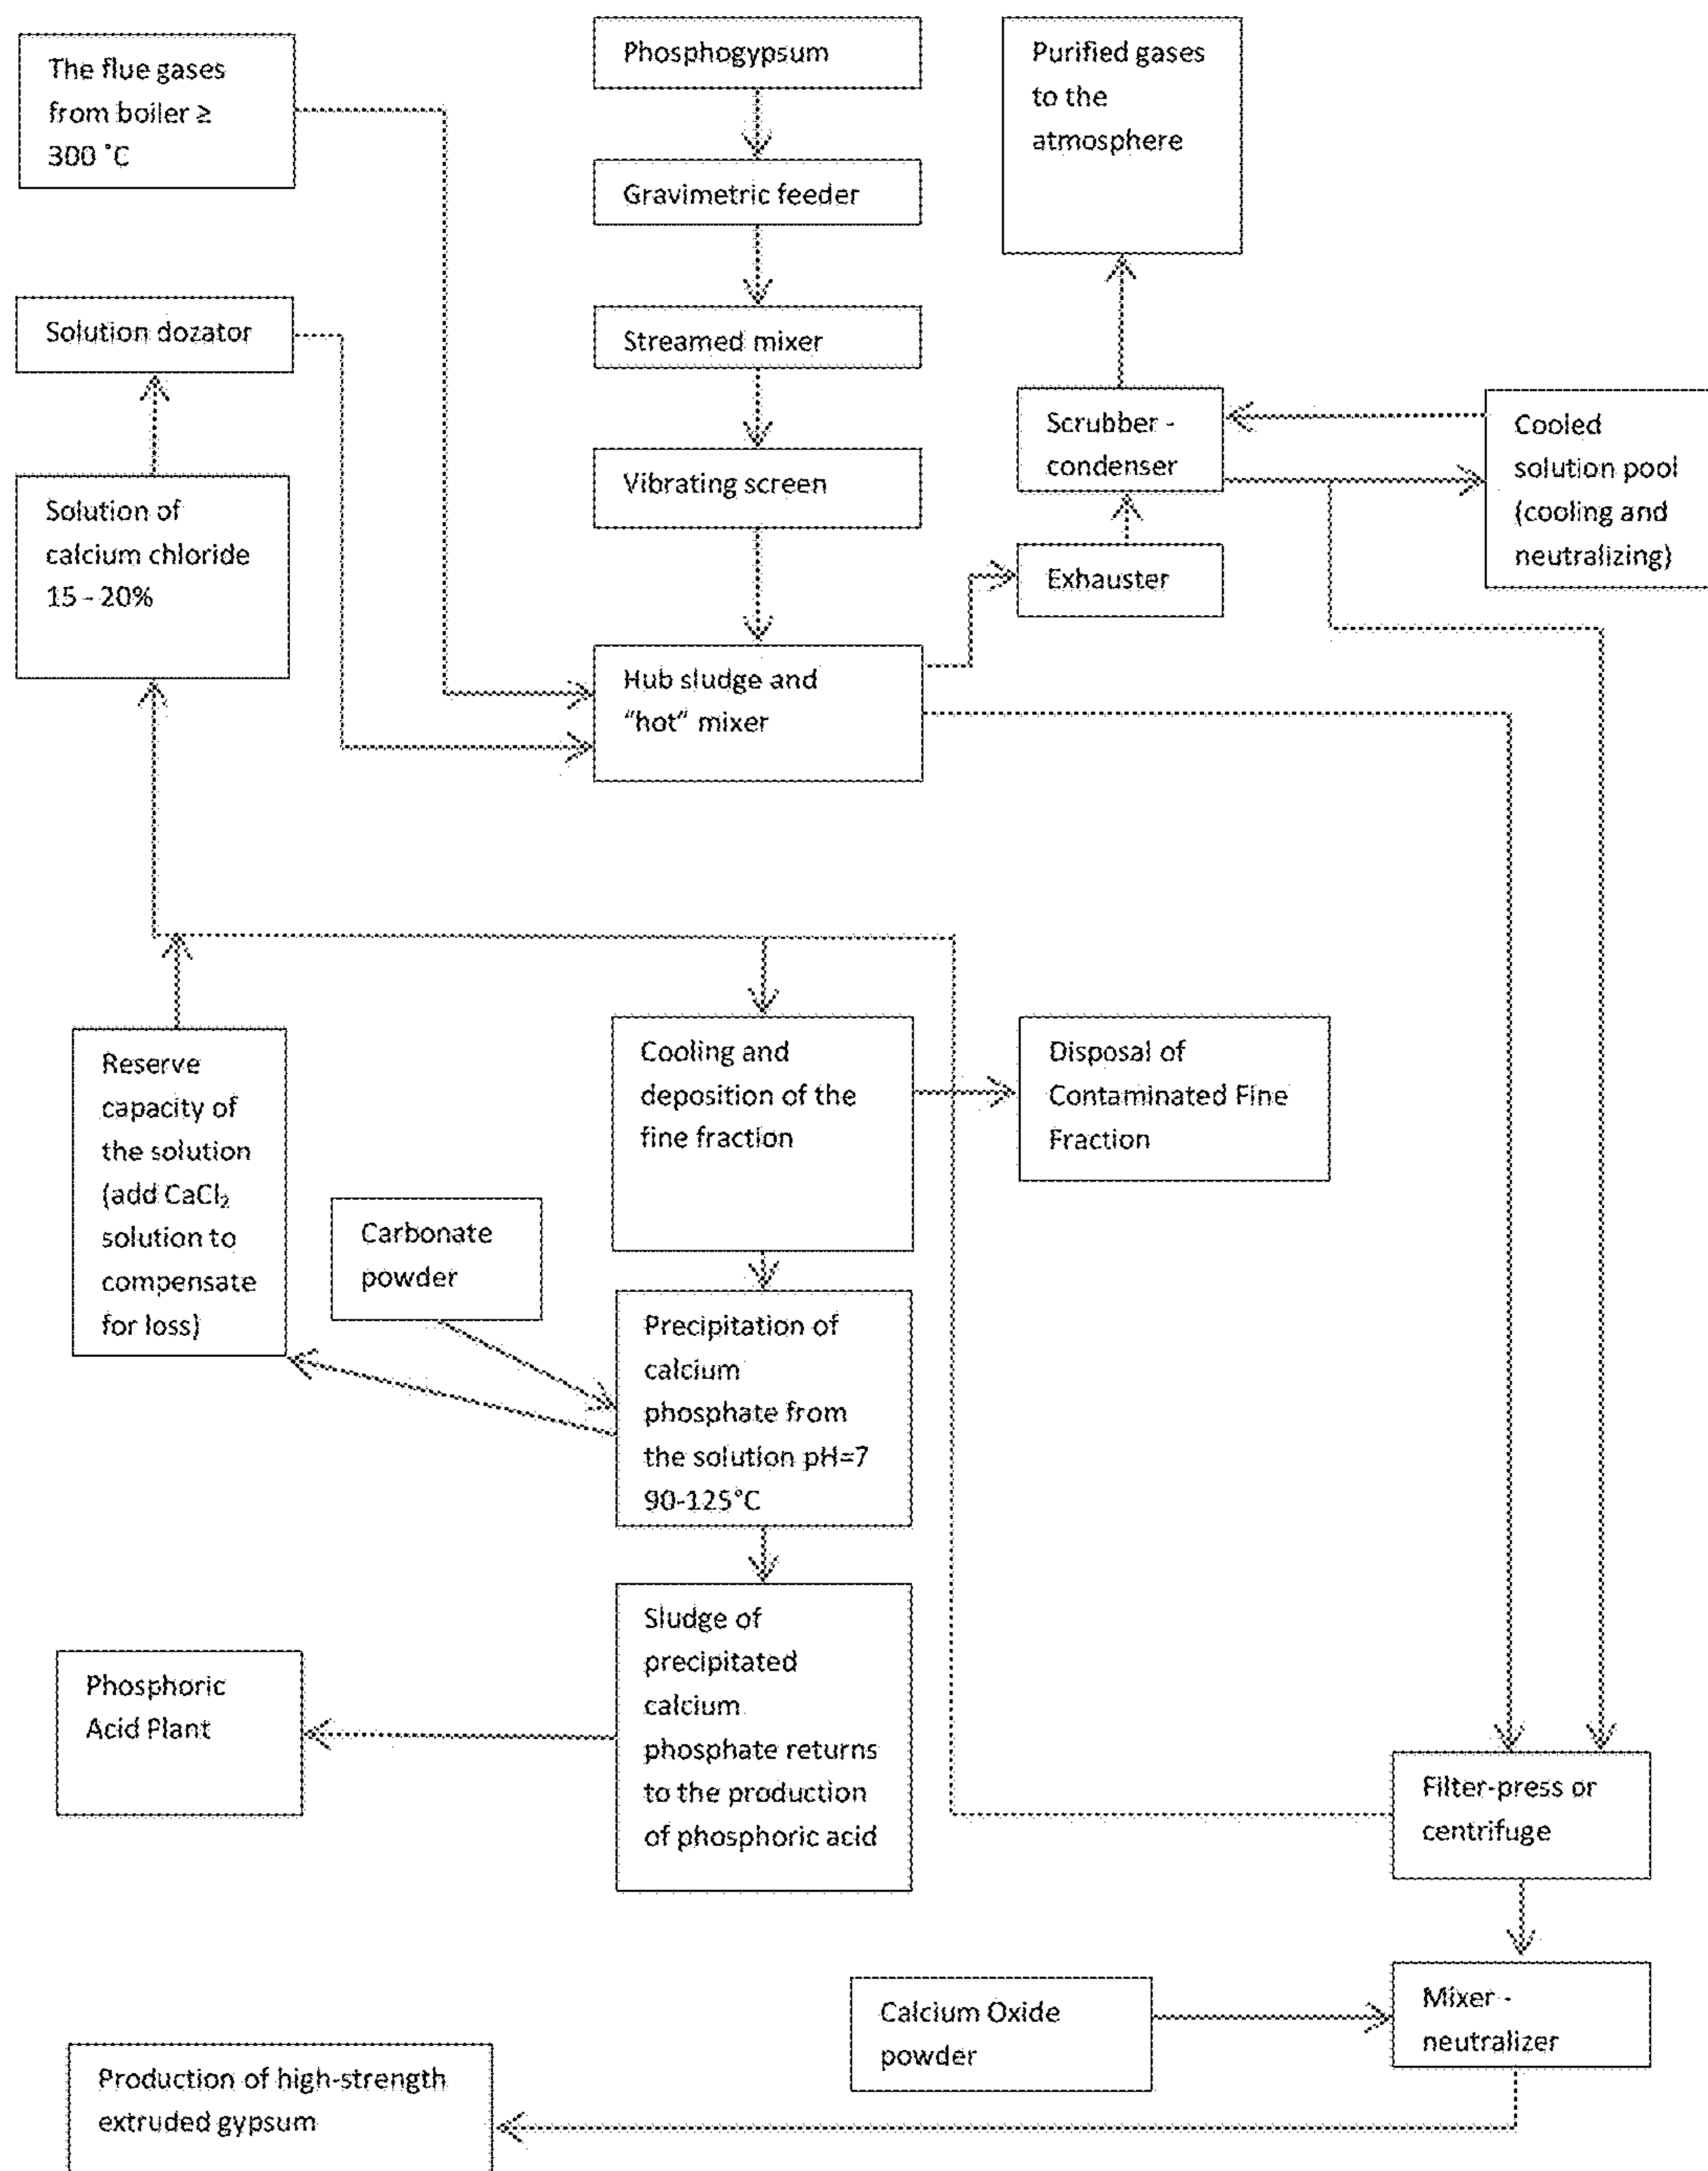 The flue gases
from boiler ≥
300 °C
Phosphogypsum
Purified gases
to the
atmosphere
Gravimetric feeder
Solution dozator
Streamed mixer
Scrubber -
condenser
Cooled
solution pool
(cooling and
neutralizing)
Vibrating screen
Solution of
calcium chloride
15 - 20%
Exhauster
Hub sludge and
“hot” mixer
Reserve
capacity of
the solution
(add CaCl₂
solution to
compensate
for loss)
Cooling and
deposition of the
fine fraction
Disposal of
Contaminated Fine
Fraction
Carbonate
powder
Precipitation of
calcium
phosphate from
the solution pH=7
90-125°C
Sludge of
precipitated
calcium
phosphate returns
to the production
of phosphoric acid
Phosphoric
Acid Plant
Filter-press or
centrifuge
Calcium Oxide
powder
Mixer -
neutralizer
Production of high-strength
extruded gypsum